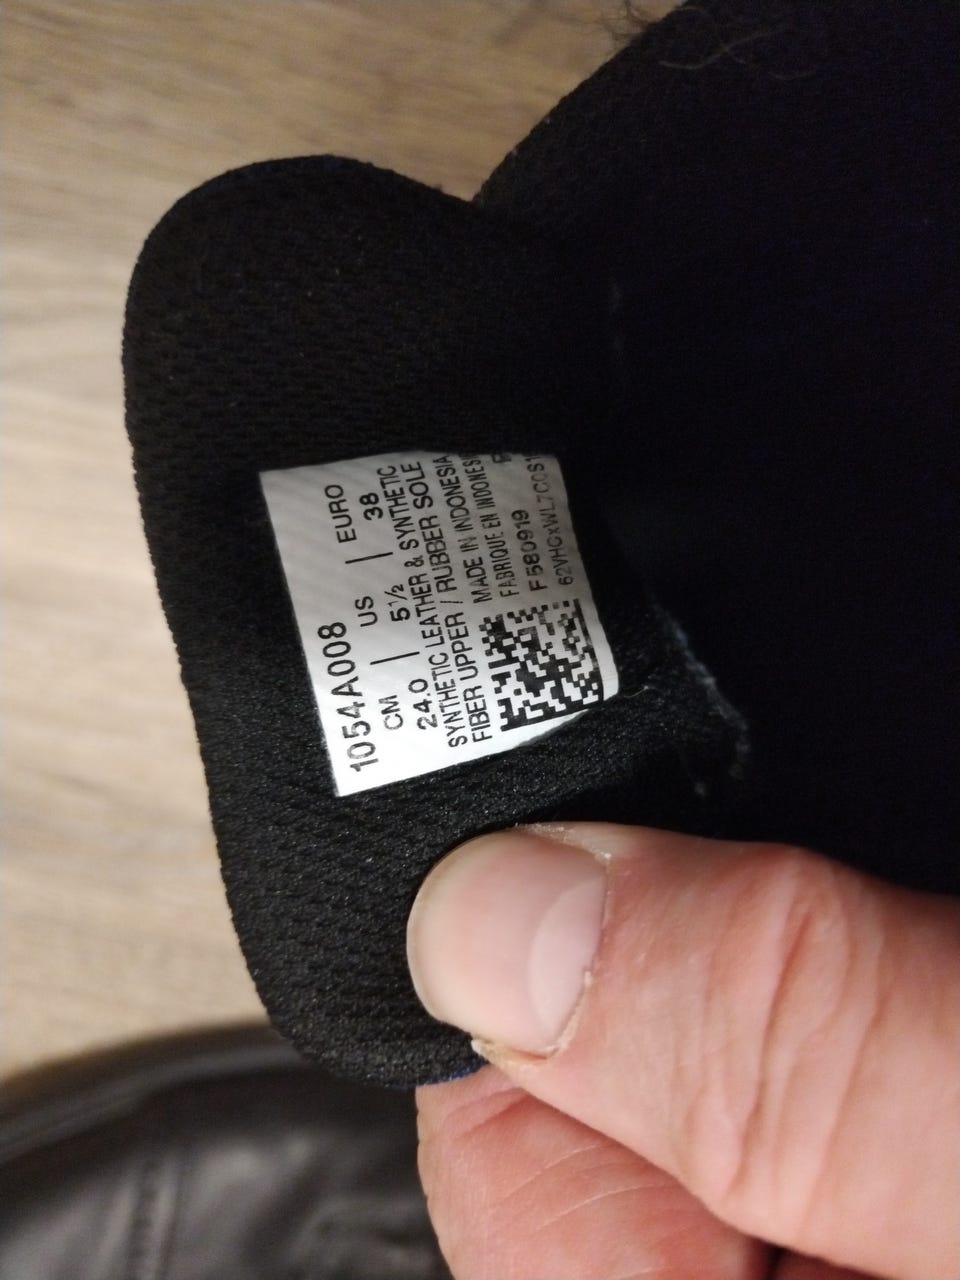 1054A008
CM | US | EURO
24.0 | 5½ | 38
SYNTHETIC LEATHER & SYNTHETIC
FIBER UPPER / RUBBER SOLE
MADE IN INDONESIA
FABRIQUE EN INDONESI
F580919